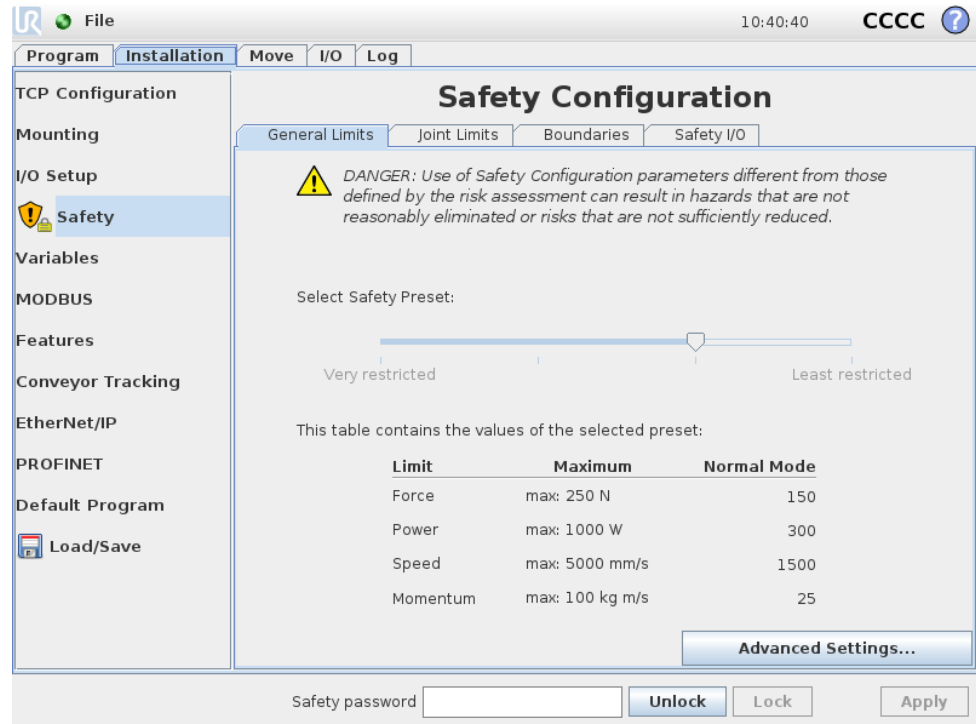 UR File 10:40:40 CCCC ?
Program Installation Move I/O Log
TCP Configuration
Mounting
I/O Setup
Safety
Variables
MODBUS
Features
Conveyor Tracking
EtherNet/IP
PROFINET
Default Program
Load/Save
Safety Configuration
General Limits Joint Limits Boundaries Safety I/O
DANGER: Use of Safety Configuration parameters different from those
defined by the risk assessment can result in hazards that are not
reasonably eliminated or risks that are not sufficiently reduced.
Select Safety Preset:
Very restricted Least restricted
This table contains the values of the selected preset:
Limit Maximum Normal Mode
Force max: 250 N 150
Power max: 1000 W 300
Speed max: 5000 mm/s 1500
Momentum max: 100 kg m/s 25
Advanced Settings...
Safety password Unlock Lock Apply